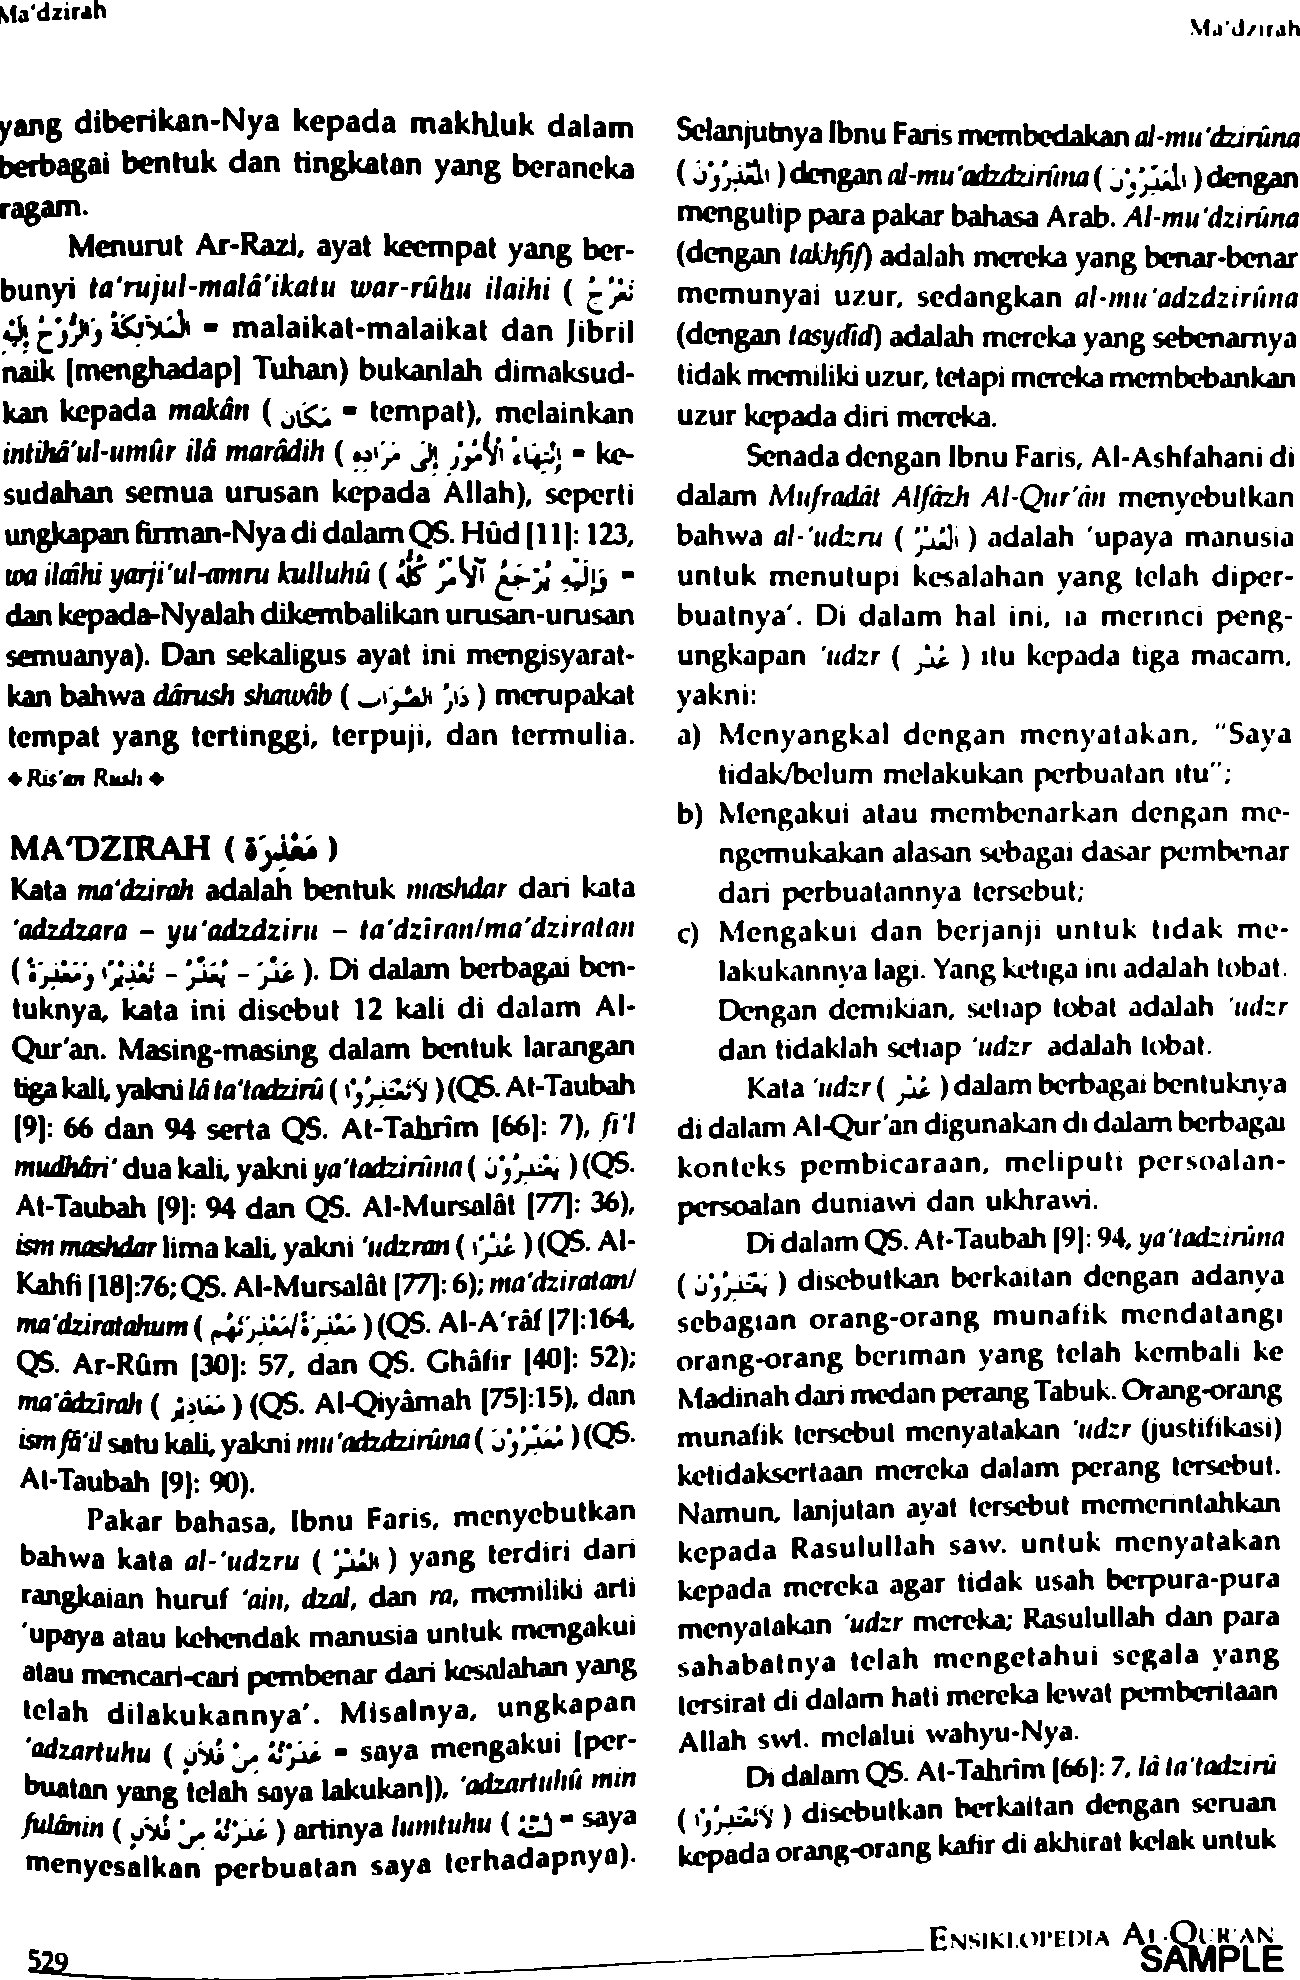 Ma'dzirah
Ma'dzirah
yang diberikan-Nya kepada makhluk dalam
berbagai bentuk dan tingkatan yang beraneka
ragam.
Menurut Ar-Razi, ayat keempat yang ber-
bunyi ta'rujul-malâ'ikatu war-rûhu ilaihi ( تَعْرُجُ
الْمَلَائِكَةُ وَالرُّوْحُ إِلَيْهِ = malaikat-malaikat dan Jibril
naik [menghadap] Tuhan) bukanlah dimaksud-
kan kepada makân ( مَكَان = tempat), melainkan
intihâ'ul-umûr ilâ marâdih ( إِنْتِهَاءُ الْأُمُوْرِ إِلَى مَرَادِهِ = ke-
sudahan semua urusan kepada Allah), seperti
ungkapan firman-Nya di dalam QS. Hûd [11]: 123,
wa ilaihi yarji'ul-amru kulluhû ( وَإِلَيْهِ يُرْجَعُ الْأَمْرُ كُلُّهُ =
dan kepada-Nyalah dikembalikan urusan-urusan
semuanya). Dan sekaligus ayat ini mengisyarat-
kan bahwa dârush shawâb ( دَارُ الصَّوَاب ) merupakat
tempat yang tertinggi, terpuji, dan termulia.
♦ Ris'an Rusli ♦
MA'DZIRAH ( مَعْذِرَة )
Kata ma'dzirah adalah bentuk mashdar dari kata
'adzdzara – yu'adzdziru – ta'dzîran/ma'dziratan
( عَذَّرَ - يُعَذِّرُ - تَعْذِيْرًا وَمَعْذِرَةً ). Di dalam berbagai ben-
tuknya, kata ini disebut 12 kali di dalam Al-
Qur'an. Masing-masing dalam bentuk larangan
tiga kali, yakni lâ ta'tadzirû ( لَاتَعْتَذِرُوْا ) (QS. At-Taubah
[9]: 66 dan 94 serta QS. At-Tahrîm [66]: 7), fi'l
mudhâri' dua kali, yakni ya'tadzirûna ( يَعْتَذِرُوْنَ ) (QS.
At-Taubah [9]: 94 dan QS. Al-Mursalât [77]: 36),
ism mashdar lima kali, yakni 'udzran ( عُذْرًا ) (QS. Al-
Kahfi [18]:76; QS. Al-Mursalât [77]: 6); ma'dziratan/
ma'dziratahum ( مَعْذِرَةً/مَعْذِرَتَهُمْ ) (QS. Al-A'râf [7]:164,
QS. Ar-Rûm [30]: 57, dan QS. Ghâfir [40]: 52);
ma'âdzîrah ( مَعَاذِيْرُ ) (QS. Al-Qiyâmah [75]:15), dan
ism fâ'il satu kali, yakni mu'adzdzirûna ( مُعَذِّرُوْنَ ) (QS.
At-Taubah [9]: 90).
Pakar bahasa, Ibnu Faris, menyebutkan
bahwa kata al-'udzru ( الْعُذْرُ ) yang terdiri dari
rangkaian huruf 'ain, dzal, dan ra, memiliki arti
'upaya atau kehendak manusia untuk mengakui
atau mencari-cari pembenar dari kesalahan yang
telah dilakukannya'. Misalnya, ungkapan
'adzartuhu ( عَذَرْتُهُ مِنْ فُلَانٍ = saya mengakui [per-
buatan yang telah saya lakukan]), 'adzartuhû min
fulânin ( عَذَرْتُهُ مِنْ فُلَانٍ ) artinya lumtuhu ( لُمْتُهُ = saya
menyesalkan perbuatan saya terhadapnya).
Selanjutnya Ibnu Faris membedakan al-mu'dzirûna
( الْمُعْذِرُوْنَ ) dengan al-mu'adzdzirûna ( الْمُعَذِّرُوْنَ ) dengan
mengutip para pakar bahasa Arab. Al-mu'dzirûna
(dengan takhfif) adalah mereka yang benar-benar
memunyai uzur, sedangkan al-mu'adzdzirûna
(dengan tasydîd) adalah mereka yang sebenarnya
tidak memiliki uzur, tetapi mereka membebankan
uzur kepada diri mereka.
Senada dengan Ibnu Faris, Al-Ashfahani di
dalam Mufradât Alfâzh Al-Qur'ân menyebutkan
bahwa al-'udzru ( الْعُذْرُ ) adalah 'upaya manusia
untuk menutupi kesalahan yang telah diper-
buatnya'. Di dalam hal ini, ia merinci peng-
ungkapan 'udzr ( عُذْر ) itu kepada tiga macam,
yakni:
a) Menyangkal dengan menyatakan, "Saya
tidak/belum melakukan perbuatan itu";
b) Mengakui atau membenarkan dengan me-
ngemukakan alasan sebagai dasar pembenar
dari perbuatannya tersebut;
c) Mengakui dan berjanji untuk tidak me-
lakukannya lagi. Yang ketiga ini adalah tobat.
Dengan demikian, setiap tobat adalah 'udzr
dan tidaklah setiap 'udzr adalah tobat.
Kata 'udzr ( عُذْر ) dalam berbagai bentuknya
di dalam Al-Qur'an digunakan di dalam berbagai
konteks pembicaraan, meliputi persoalan-
persoalan duniawi dan ukhrawi.
Di dalam QS. At-Taubah [9]: 94, ya'tadzirûna
( يَعْتَذِرُوْنَ ) disebutkan berkaitan dengan adanya
sebagian orang-orang munafik mendatangi
orang-orang beriman yang telah kembali ke
Madinah dari medan perang Tabuk. Orang-orang
munafik tersebut menyatakan 'udzr (justifikasi)
ketidaksertaan mereka dalam perang tersebut.
Namun, lanjutan ayat tersebut memerintahkan
kepada Rasulullah saw. untuk menyatakan
kepada mereka agar tidak usah berpura-pura
menyatakan 'udzr mereka; Rasulullah dan para
sahabatnya telah mengetahui segala yang
tersirat di dalam hati mereka lewat pemberitaan
Allah swt. melalui wahyu-Nya.
Di dalam QS. At-Tahrîm [66]: 7, lâ ta'tadzirû
( لَاتَعْتَذِرُوْا ) disebutkan berkaitan dengan seruan
kepada orang-orang kafir di akhirat kelak untuk
529
ENSIKLOPEDIA AL-QUR'AN
SAMPLE